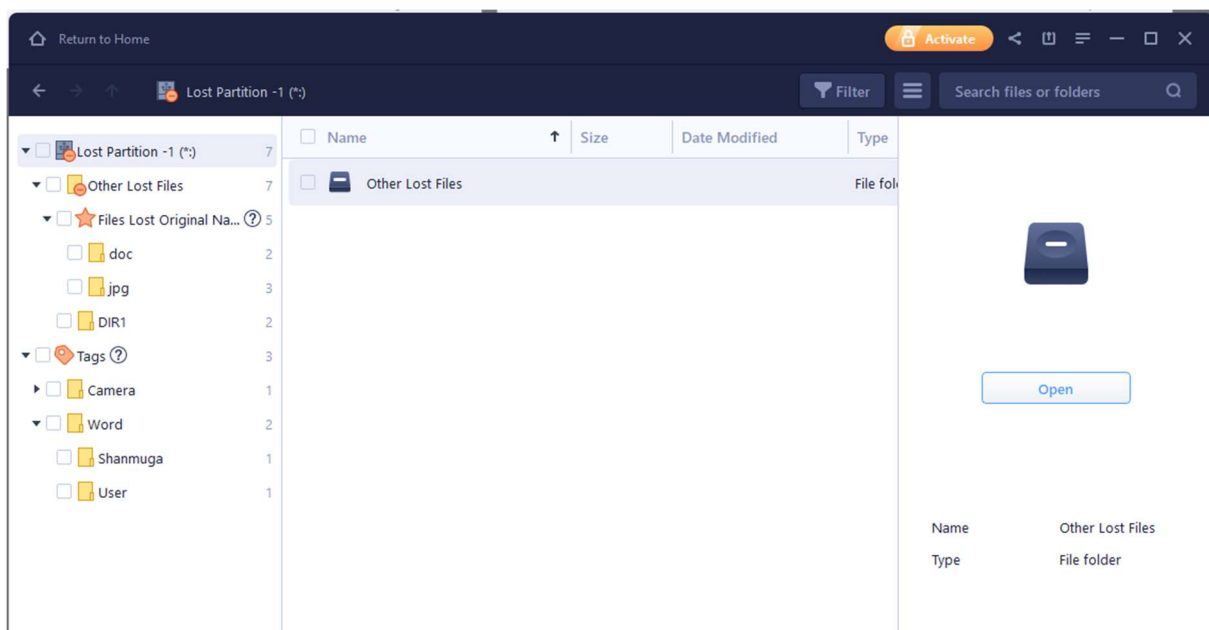 Return to Home
Activate
Lost Partition -1 (*:)
Filter
Search files or folders
Lost Partition -1 (*:) 7
Other Lost Files 7
Files Lost Original Na... ? 5
doc 2
jpg 3
DIR1 2
Tags ? 3
Camera 1
Word 2
Shanmuga 1
User 1
Name Size Date Modified Type
Other Lost Files File fol
Open
Name Other Lost Files
Type File folder